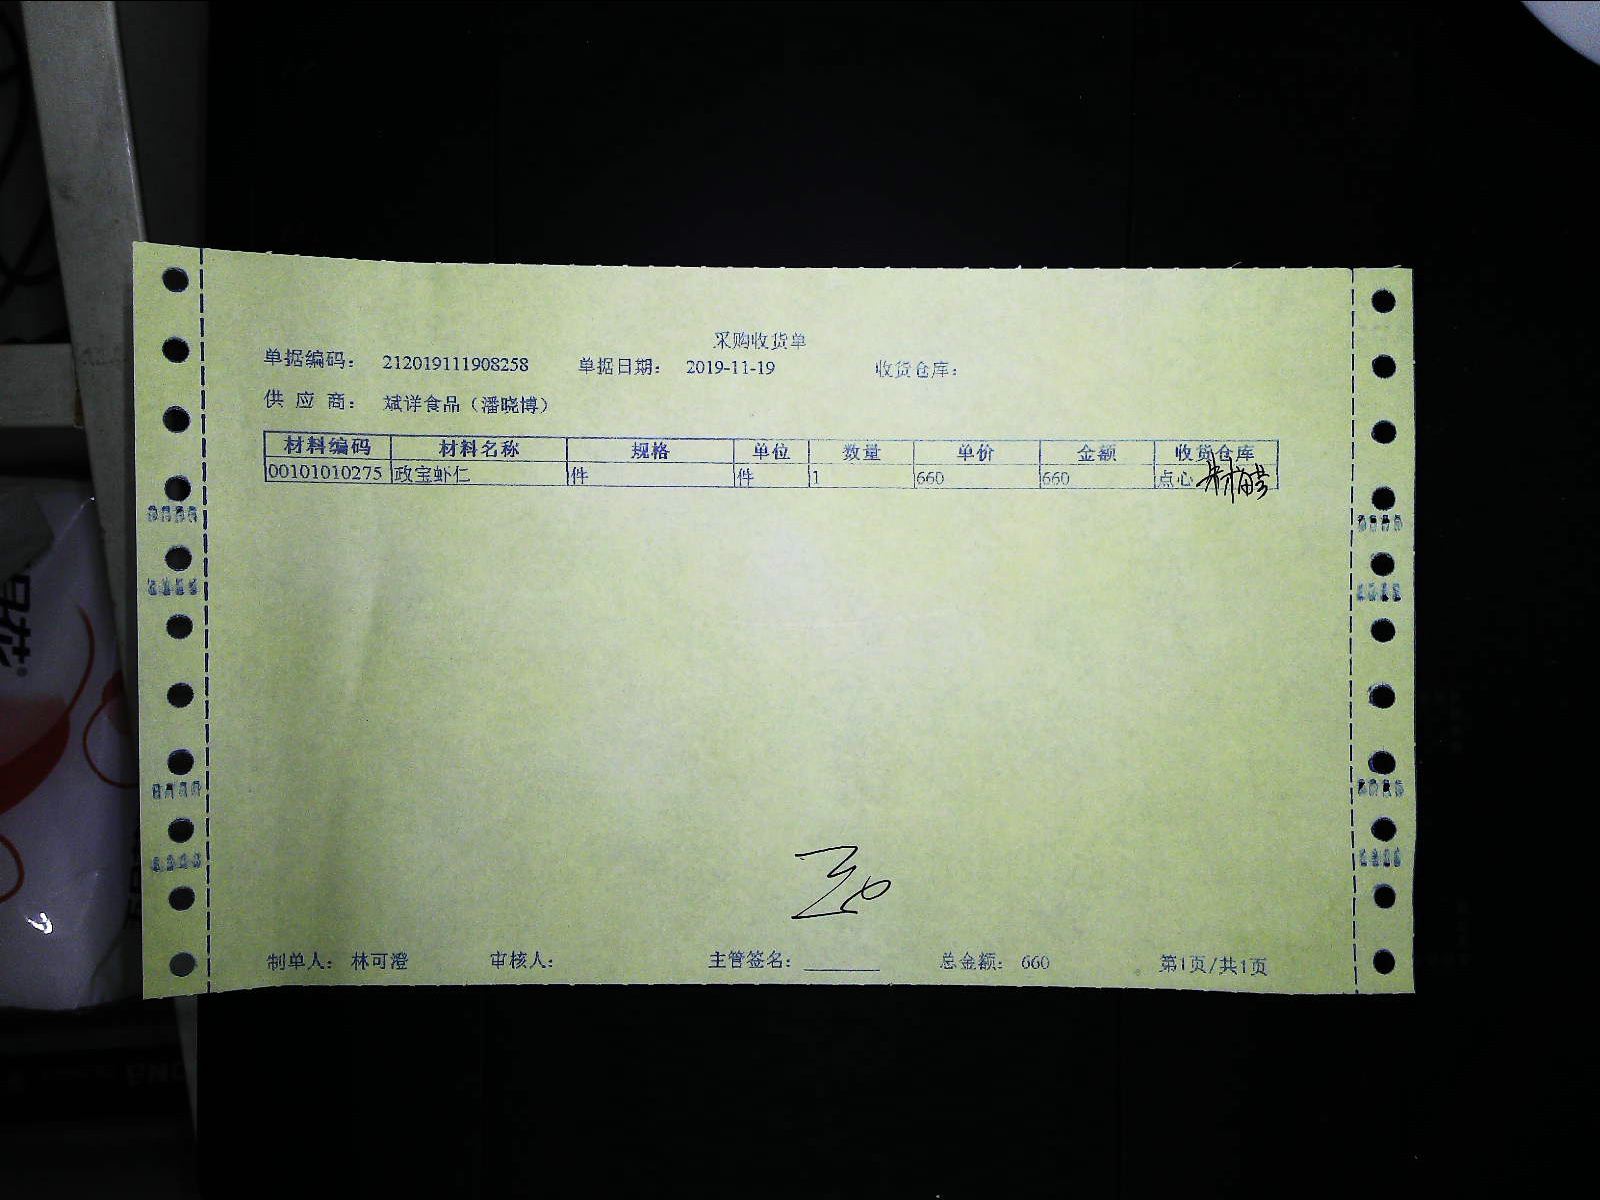 采购收货单
单据编码： 212019111908258 单据日期： 2019-11-19 收货仓库：
供 应 商： 斌详食品（潘晓博）
材料编码 材料名称 规格 单位 数量 单价 金额 收货仓库
00101010275 政宝虾仁 件 件 1 660 660 点心
制单人： 林可澄 审核人： 主管签名： 总金额： 660 第1页/共1页